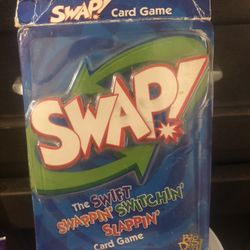 SWAP! Card Game
SWAP!
The SWIFT
SWAPPIN' SWITCHIN'
SLAPPIN'
Card Game